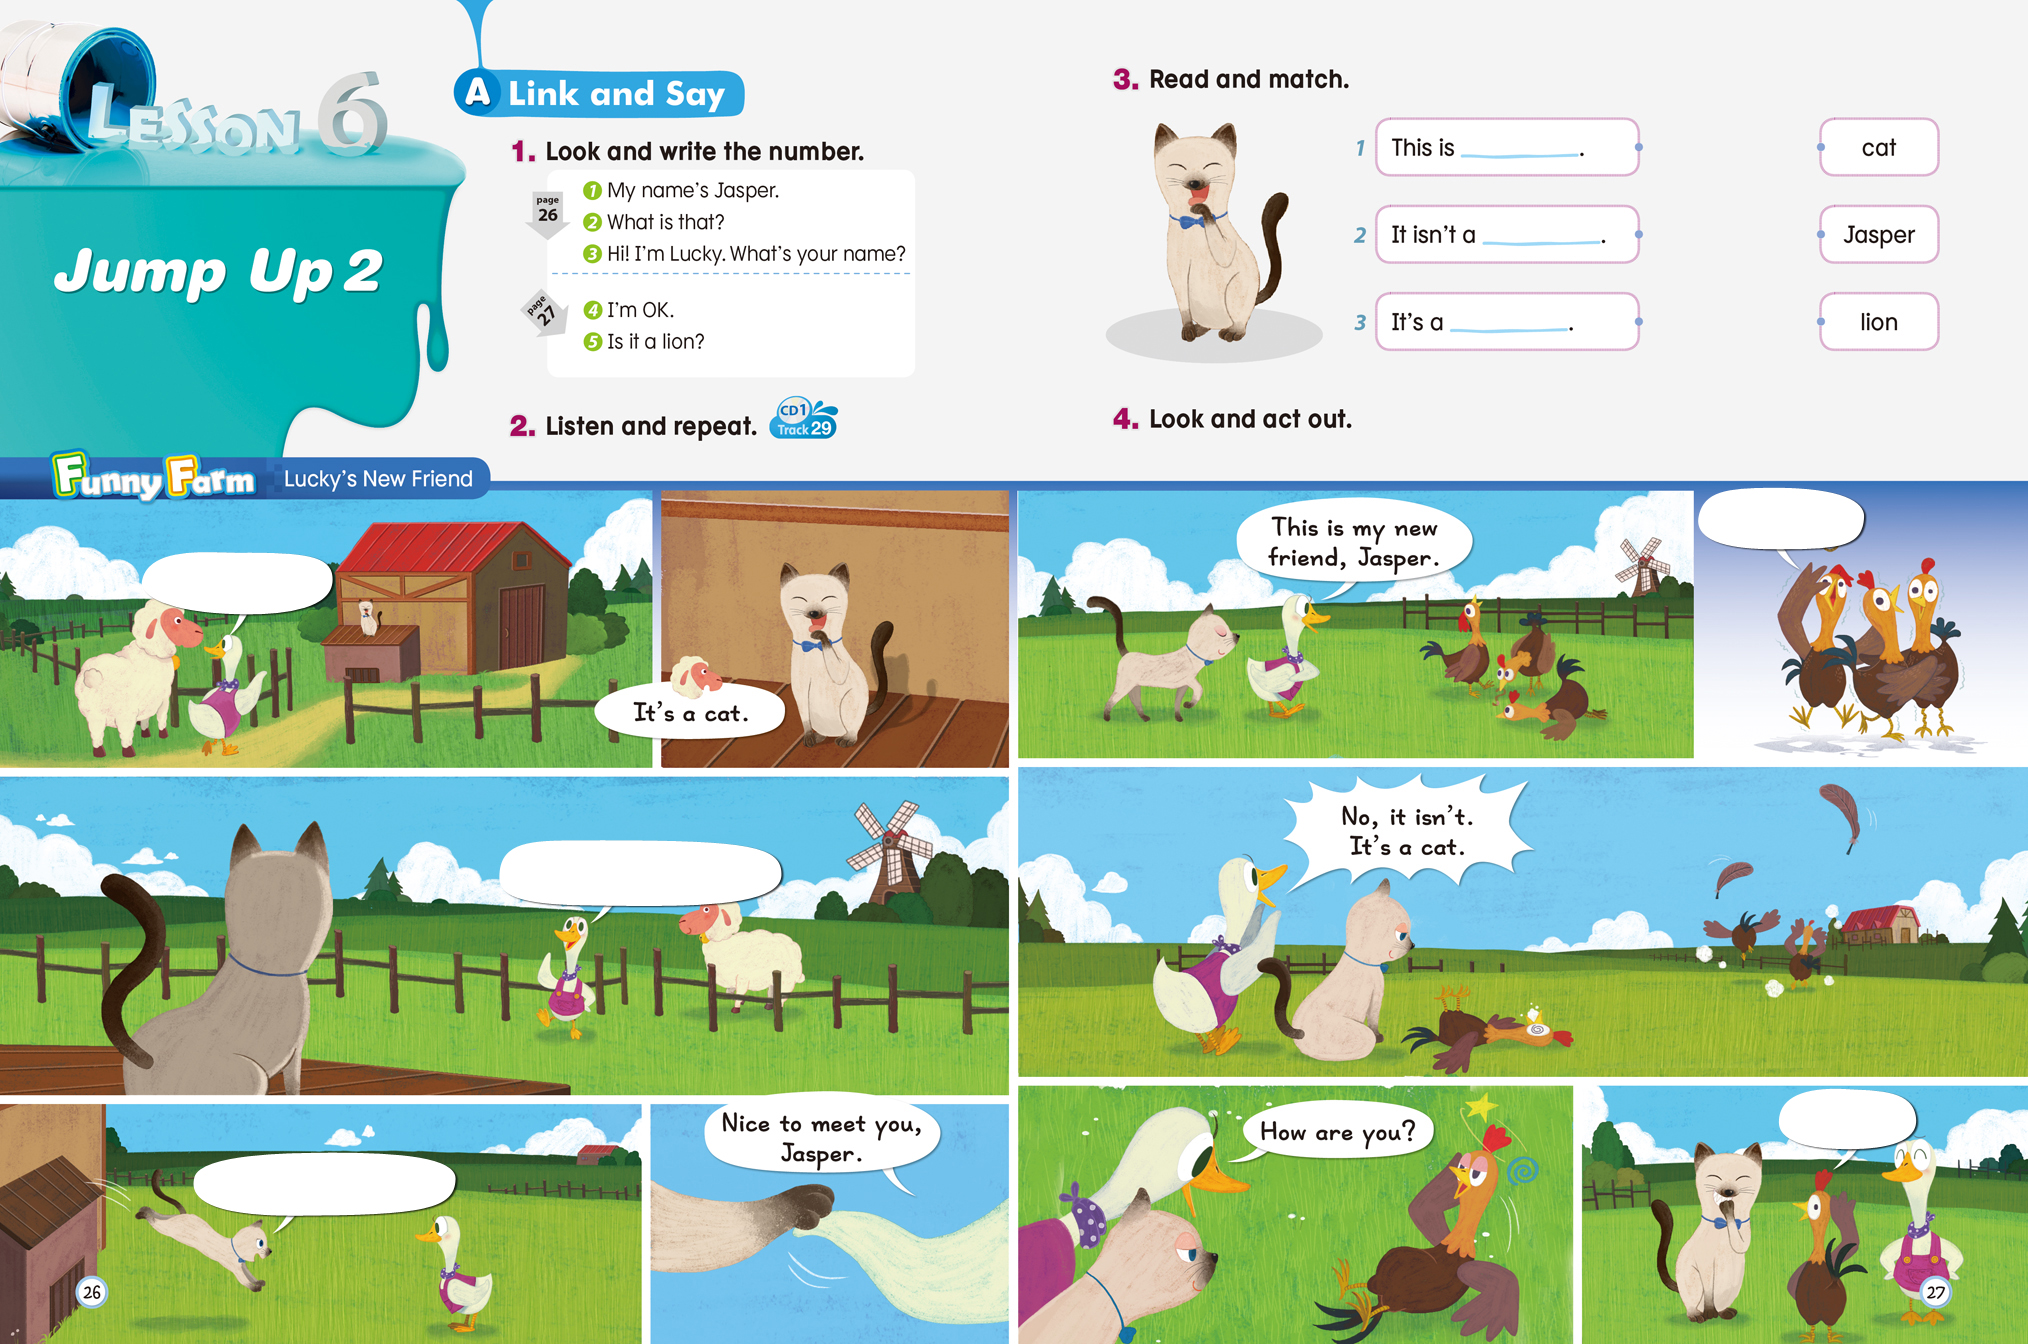 LESSON 6
Jump Up 2
A Link and Say
1. Look and write the number.
page
26
1 My name's Jasper.
2 What is that?
3 Hi! I'm Lucky. What's your name?
page
27
4 I'm OK.
5 Is it a lion?
2. Listen and repeat.
CD1
Track 29
3. Read and match.
1 This is ________.
cat
2 It isn't a ________.
Jasper
3 It's a ________.
lion
4. Look and act out.
Funny Farm
Lucky's New Friend
It's a cat.
Nice to meet you,
Jasper.
26
This is my new
friend, Jasper.
No, it isn't.
It's a cat.
How are you?
27